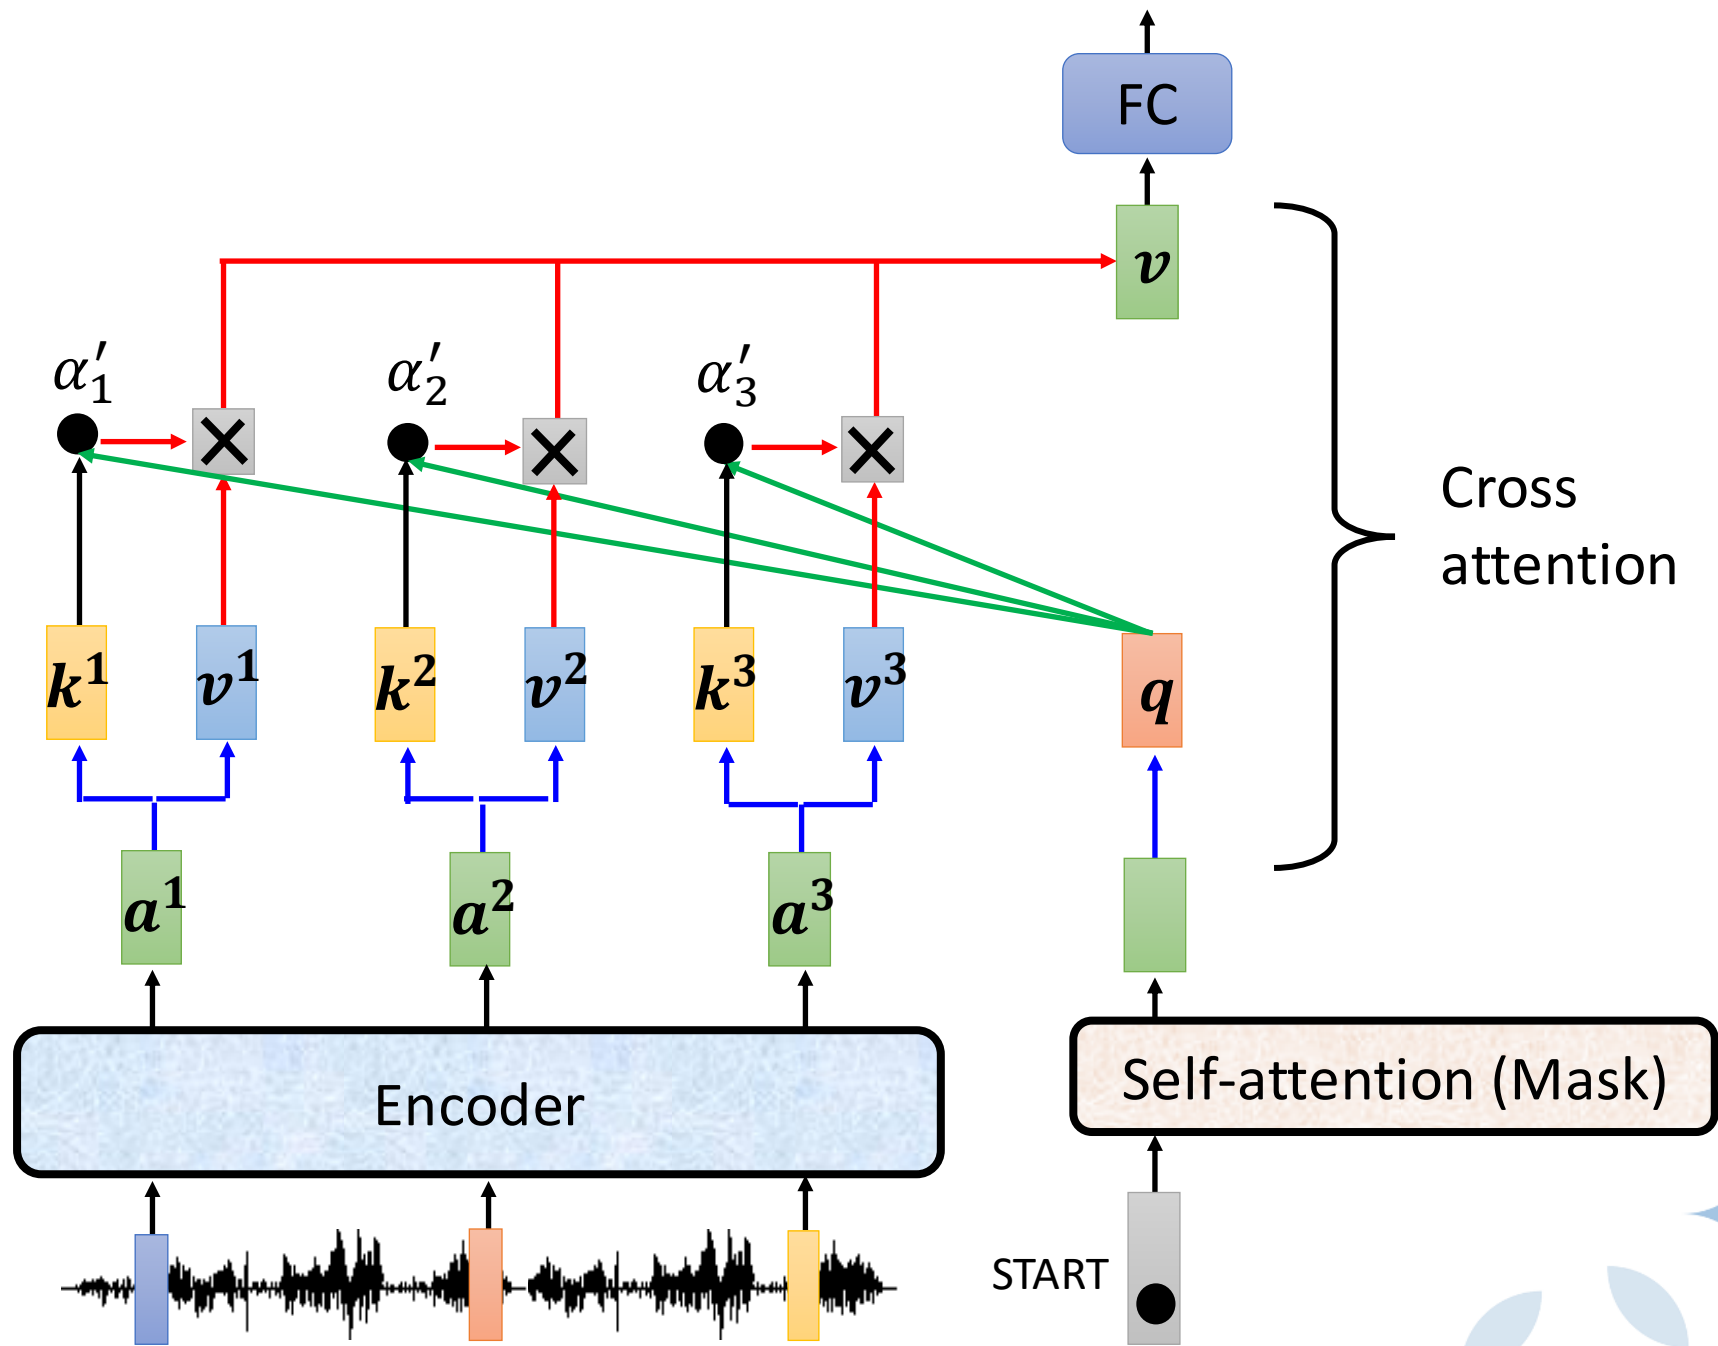 FC
v
α′₁ α′₂ α′₃
Cross
attention
k¹ v¹ k² v² k³ v³ q
a¹ a² a³
Encoder
Self-attention (Mask)
START